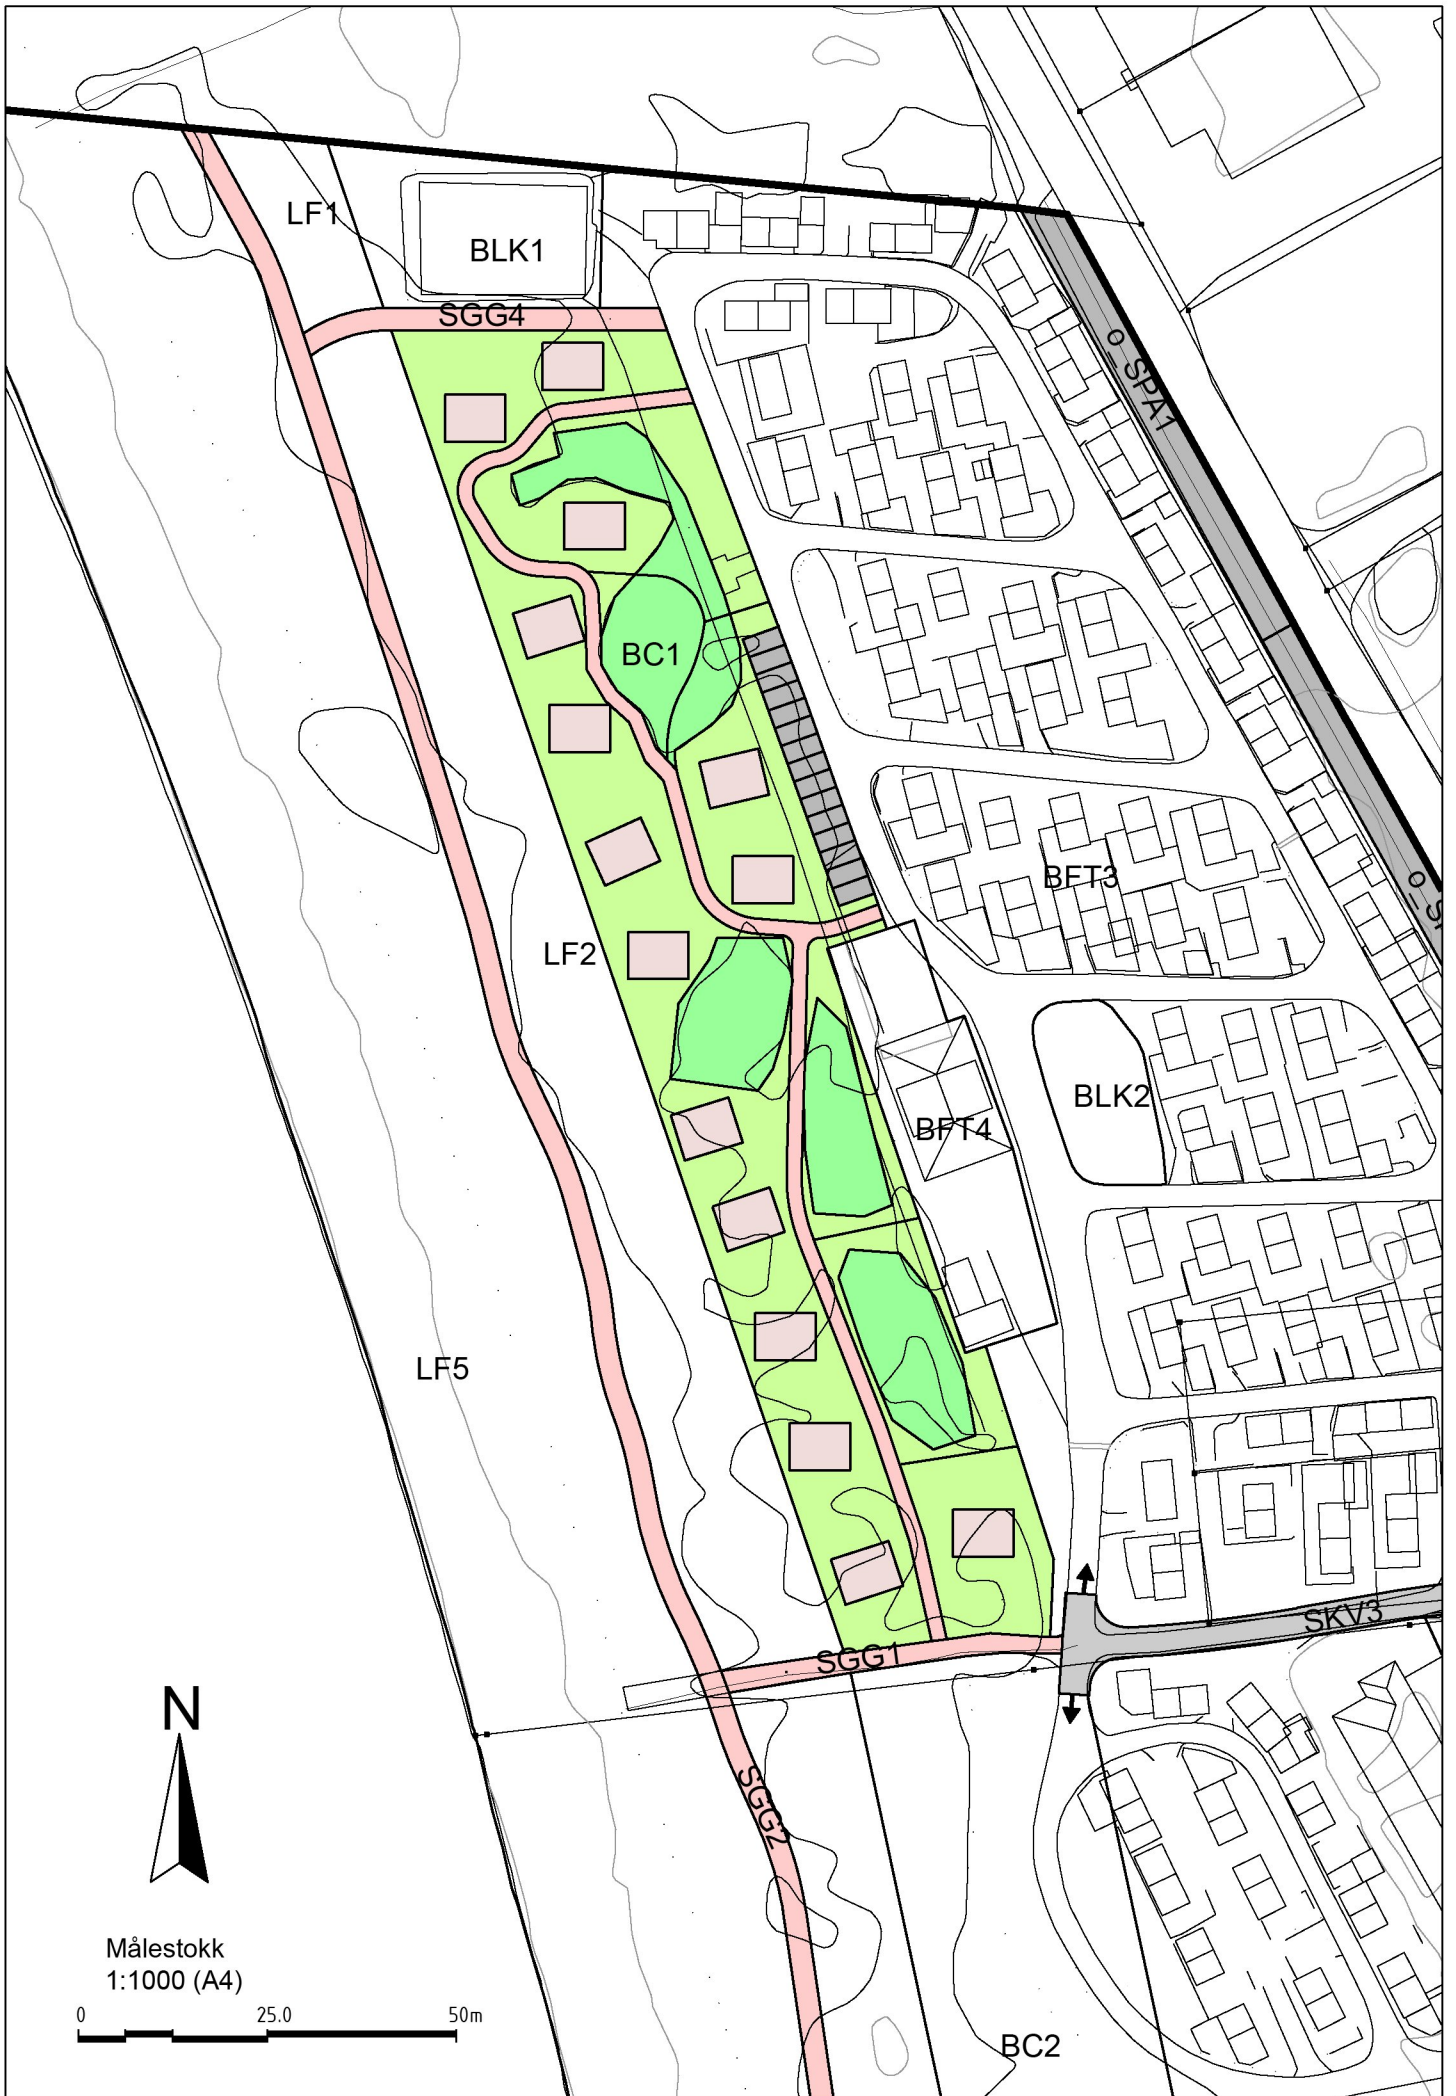 LF1
BLK1
SGG4
o_SPA1
BC1
BFT3
o_S
LF2
BLK2
BFT4
LF5
SKV3
SGG1
N
SGG2
Målestokk
1:1000 (A4)
0 25.0 50m
BC2